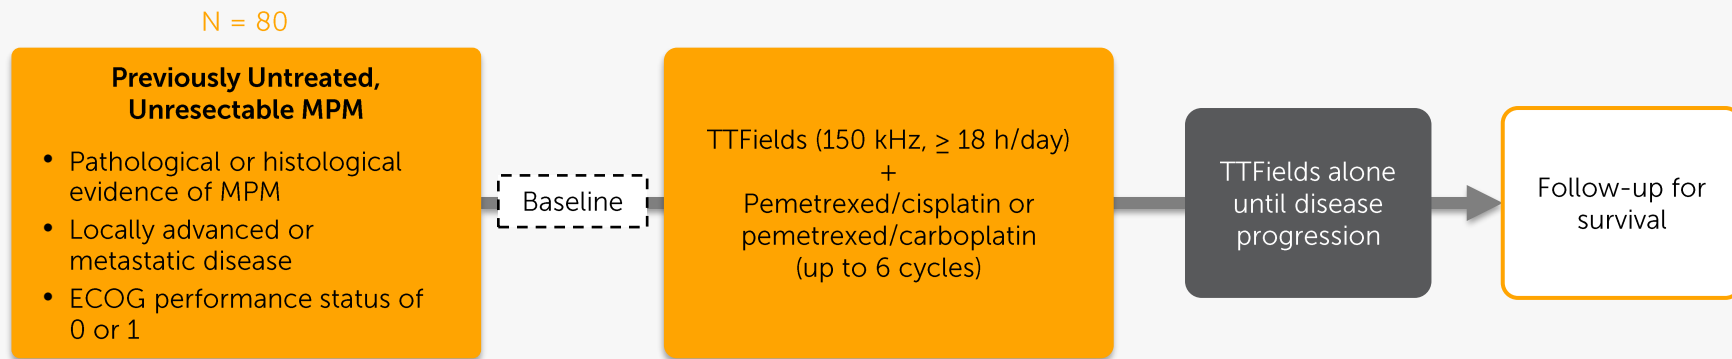 N = 80
Previously Untreated,
Unresectable MPM
• Pathological or histological
evidence of MPM
• Locally advanced or
metastatic disease
• ECOG performance status of
0 or 1
Baseline
TTFields (150 kHz, ≥ 18 h/day)
+
Pemetrexed/cisplatin or
pemetrexed/carboplatin
(up to 6 cycles)
TTFields alone
until disease
progression
Follow-up for
survival